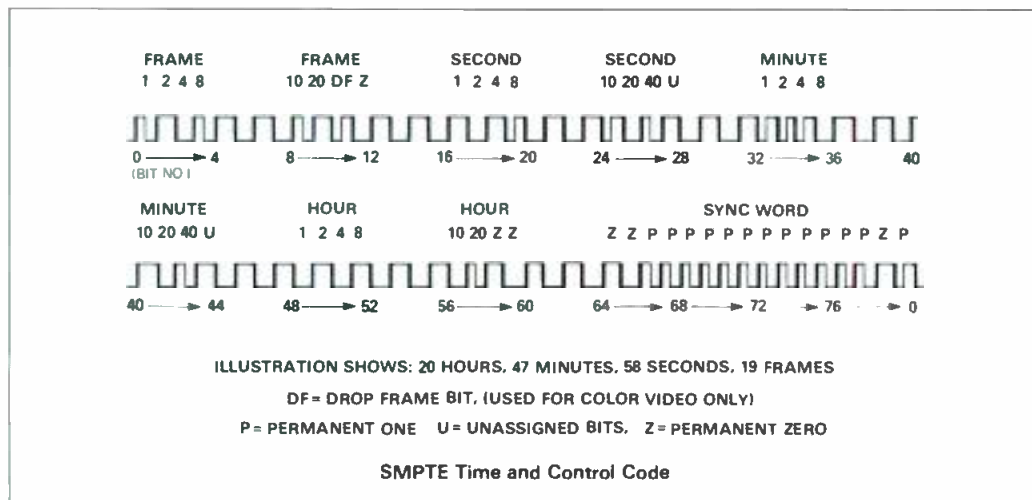 FRAME FRAME SECOND SECOND MINUTE
1 2 4 8 10 20 DF Z 1 2 4 8 10 20 40 U 1 2 4 8
0 4 8 12 16 20 24 28 32 36 40
(BIT NO)
MINUTE HOUR HOUR SYNC WORD
10 20 40 U 1 2 4 8 10 20 Z Z Z Z P P P P P P P P P P P P Z P
40 44 48 52 56 60 64 68 72 76 0
ILLUSTRATION SHOWS: 20 HOURS, 47 MINUTES, 58 SECONDS, 19 FRAMES
DF = DROP FRAME BIT, (USED FOR COLOR VIDEO ONLY)
P = PERMANENT ONE U = UNASSIGNED BITS, Z = PERMANENT ZERO
SMPTE Time and Control Code